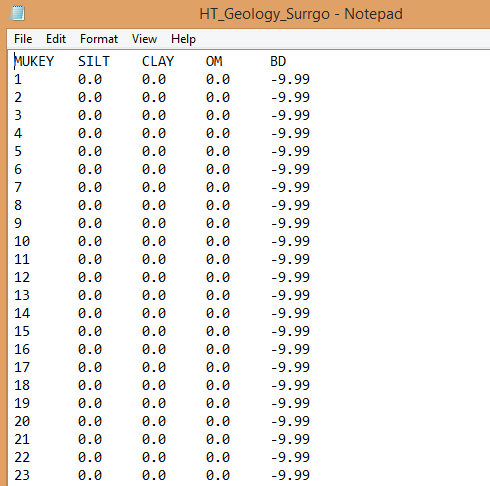 HT_Geology_Surrgo - Notepad
File Edit Format View Help
MUKEY SILT CLAY OM BD
1 0.0 0.0 0.0 -9.99
2 0.0 0.0 0.0 -9.99
3 0.0 0.0 0.0 -9.99
4 0.0 0.0 0.0 -9.99
5 0.0 0.0 0.0 -9.99
6 0.0 0.0 0.0 -9.99
7 0.0 0.0 0.0 -9.99
8 0.0 0.0 0.0 -9.99
9 0.0 0.0 0.0 -9.99
10 0.0 0.0 0.0 -9.99
11 0.0 0.0 0.0 -9.99
12 0.0 0.0 0.0 -9.99
13 0.0 0.0 0.0 -9.99
14 0.0 0.0 0.0 -9.99
15 0.0 0.0 0.0 -9.99
16 0.0 0.0 0.0 -9.99
17 0.0 0.0 0.0 -9.99
18 0.0 0.0 0.0 -9.99
19 0.0 0.0 0.0 -9.99
20 0.0 0.0 0.0 -9.99
21 0.0 0.0 0.0 -9.99
22 0.0 0.0 0.0 -9.99
23 0.0 0.0 0.0 -9.99